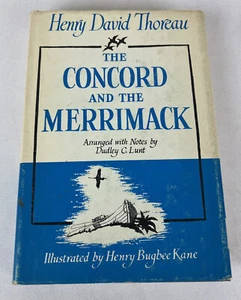 Henry David Thoreau
THE
CONCORD
AND THE
MERRIMACK
Arranged with Notes by
Dudley C. Lunt
Illustrated by Henry Bugbee Kane